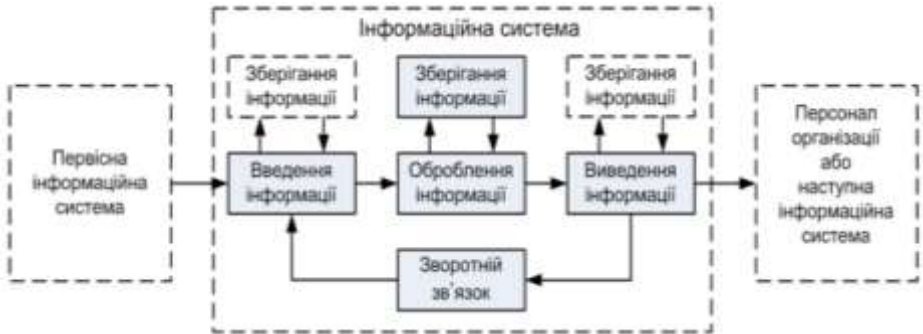 Інформаційна система
Зберігання
інформації
Зберігання
інформації
Зберігання
інформації
Первісна
інформаційна
система
Введення
інформації
Оброблення
інформації
Виведення
інформації
Персонал
організації
або
наступна
інформаційна
система
Зворотній
зв'язок